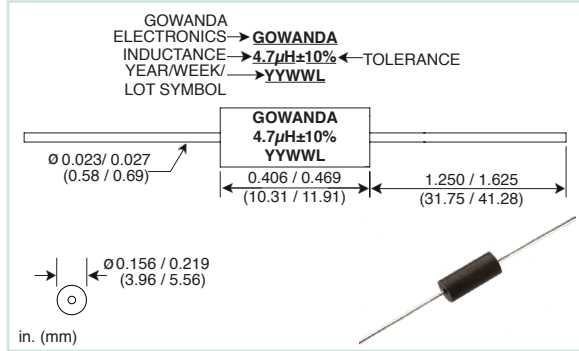 GOWANDA
ELECTRONICS GOWANDA
INDUCTANCE 4.7µH±10% TOLERANCE
YEAR/WEEK/ YYWWL
LOT SYMBOL
GOWANDA
4.7µH±10%
YYWWL
Ø 0.023/ 0.027
(0.58 / 0.69)
0.406 / 0.469
(10.31 / 11.91)
1.250 / 1.625
(31.75 / 41.28)
Ø 0.156 / 0.219
(3.96 / 5.56)
in. (mm)